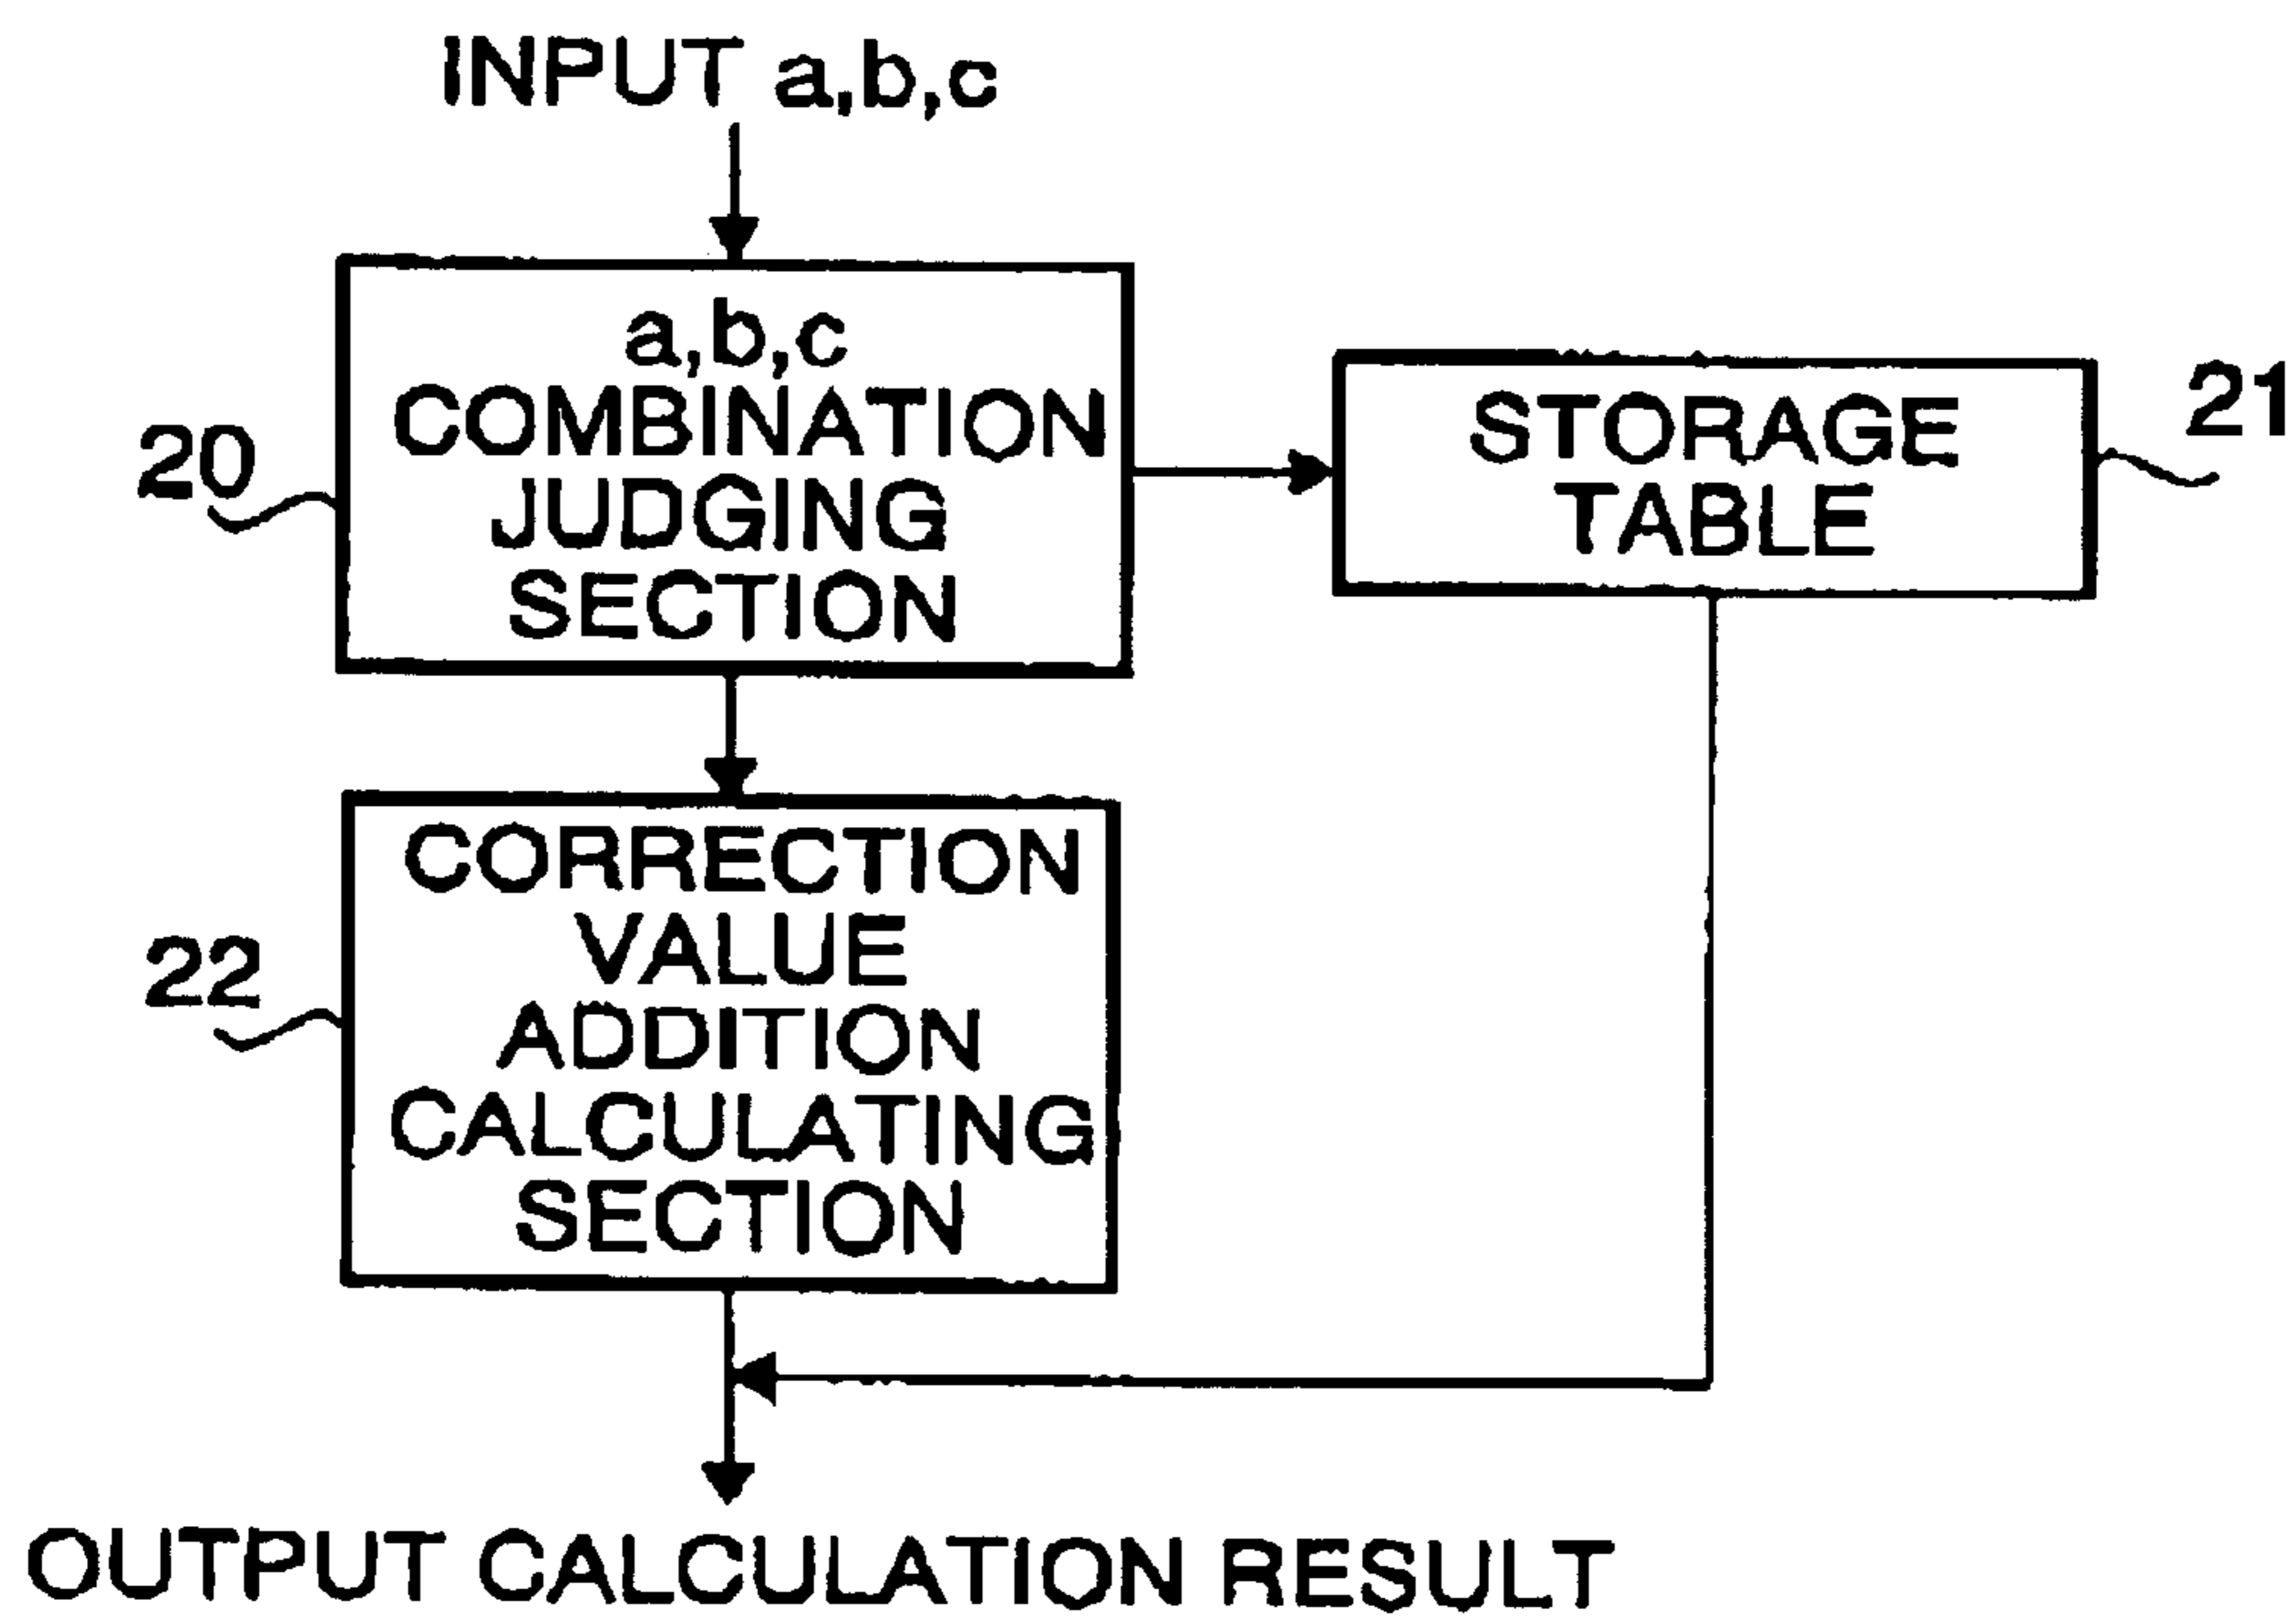 INPUT a,b,c
a,b,c
COMBINATION
JUDGING
SECTION
20
STORAGE
TABLE
21
CORRECTION
VALUE
ADDITION
CALCULATING
SECTION
22
OUTPUT CALCULATION RESULT